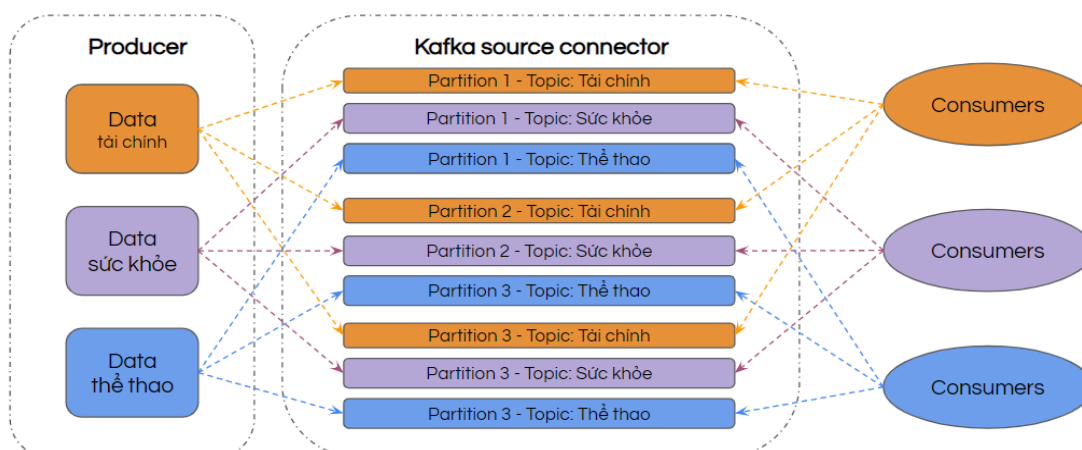 Producer
Kafka source connector
Data
tài chính
Data
sức khỏe
Data
thể thao
Partition 1 - Topic: Tài chính
Partition 1 - Topic: Sức khỏe
Partition 1 - Topic: Thể thao
Partition 2 - Topic: Tài chính
Partition 2 - Topic: Sức khỏe
Partition 3 - Topic: Thể thao
Partition 3 - Topic: Tài chính
Partition 3 - Topic: Sức khỏe
Partition 3 - Topic: Thể thao
Consumers
Consumers
Consumers